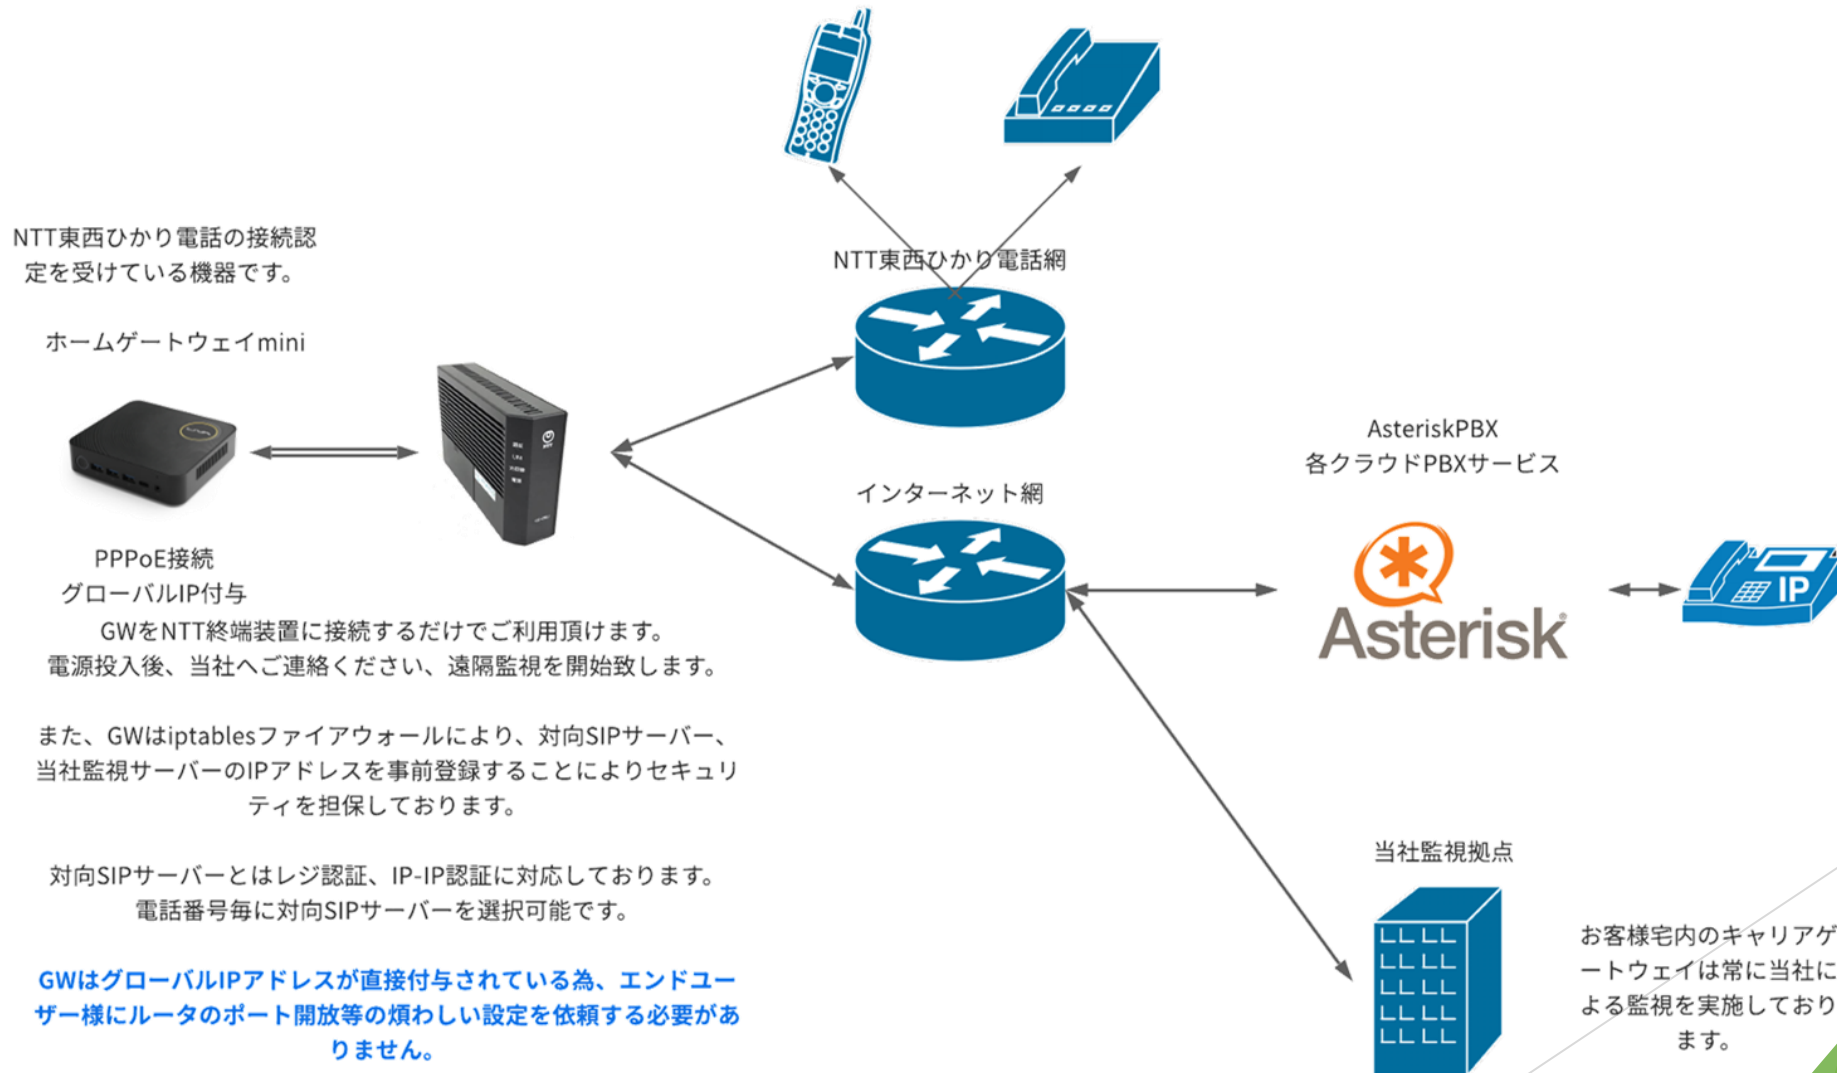 NTT東西ひかり電話の接続認
定を受けている機器です。
ホームゲートウェイmini
PPPoE接続
グローバルIP付与
GWをNTT終端装置に接続するだけでご利用頂けます。
電源投入後、当社へご連絡ください、遠隔監視を開始致します。
また、GWはiptablesファイアウォールにより、対向SIPサーバー、
当社監視サーバーのIPアドレスを事前登録することによりセキュリ
ティを担保しております。
対向SIPサーバーとはレジ認証、IP-IP認証に対応しております。
電話番号毎に対向SIPサーバーを選択可能です。
GWはグローバルIPアドレスが直接付与されている為、エンドユー
ザー様にルータのポート開放等の煩わしい設定を依頼する必要があ
りません。
NTT東西ひかり電話網
インターネット網
AsteriskPBX
各クラウドPBXサービス
Asterisk
IP
当社監視拠点
お客様宅内のキャリアゲ
ートウェイは常に当社に
よる監視を実施しており
ます。